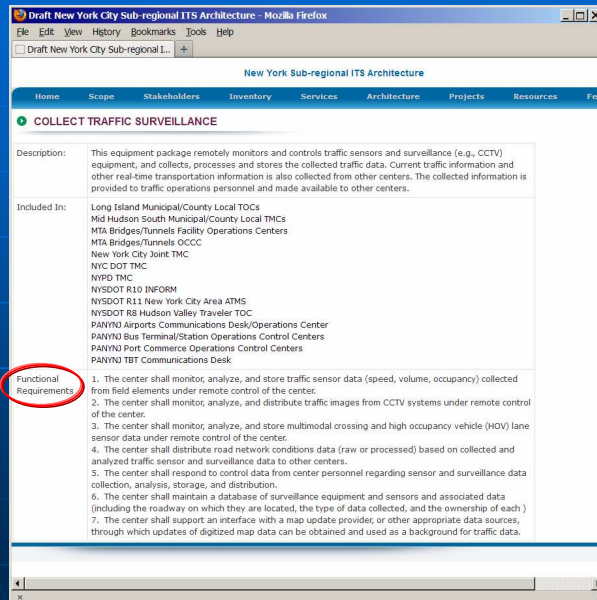 Draft New York City Sub-regional ITS Architecture - Mozilla Firefox
File Edit View History Bookmarks Tools Help
Draft New York City Sub-regional I... +
New York Sub-regional ITS Architecture
Home Scope Stakeholders Inventory Services Architecture Projects Resources Fe
COLLECT TRAFFIC SURVEILLANCE
Description: This equipment package remotely monitors and controls traffic sensors and surveillance (e.g., CCTV)
equipment, and collects, processes and stores the collected traffic data. Current traffic information and
other real-time transportation information is also collected from other centers. The collected information is
provided to traffic operations personnel and made available to other centers.
Included In: Long Island Municipal/County Local TOCs
Mid Hudson South Municipal/County Local TMCs
MTA Bridges/Tunnels Facility Operations Centers
MTA Bridges/Tunnels OCCC
New York City Joint TMC
NYC DOT TMC
NYPD TMC
NYSDOT R10 INFORM
NYSDOT R11 New York City Area ATMS
NYSDOT R8 Hudson Valley Traveler TOC
PANYNJ Airports Communications Desk/Operations Center
PANYNJ Bus Terminal/Station Operations Control Centers
PANYNJ Port Commerce Operations Control Centers
PANYNJ TBT Communications Desk
Functional Requirements 1. The center shall monitor, analyze, and store traffic sensor data (speed, volume, occupancy) collected
from field elements under remote control of the center.
2. The center shall monitor, analyze, and distribute traffic images from CCTV systems under remote control
of the center.
3. The center shall monitor, analyze, and store multimodal crossing and high occupancy vehicle (HOV) lane
sensor data under remote control of the center.
4. The center shall distribute road network conditions data (raw or processed) based on collected and
analyzed traffic sensor and surveillance data to other centers.
5. The center shall respond to control data from center personnel regarding sensor and surveillance data
collection, analysis, storage, and distribution.
6. The center shall maintain a database of surveillance equipment and sensors and associated data
(including the roadway on which they are located, the type of data collected, and the ownership of each )
7. The center shall support an interface with a map update provider, or other appropriate data sources,
through which updates of digitized map data can be obtained and used as a background for traffic data.